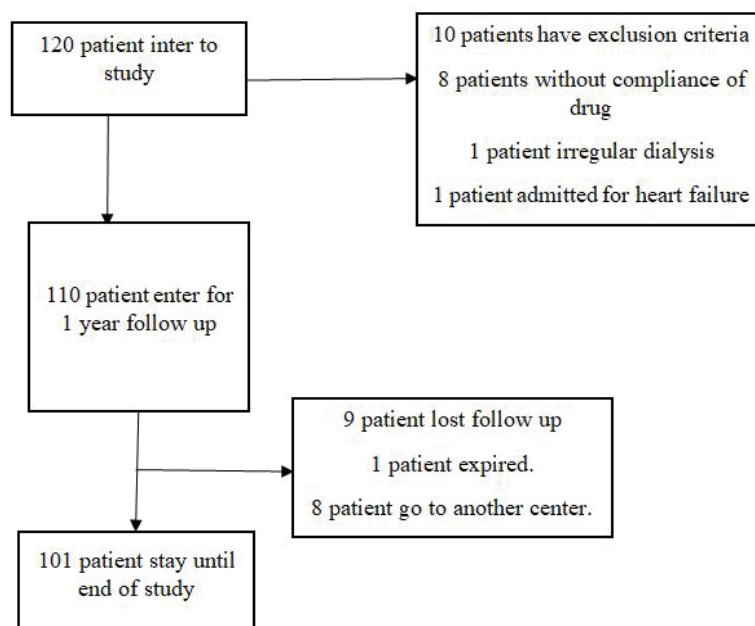 120 patient inter to
study
10 patients have exclusion criteria
8 patients without compliance of
drug
1 patient irregular dialysis
1 patient admitted for heart failure
110 patient enter for
1 year follow up
9 patient lost follow up
1 patient expired.
8 patient go to another center.
101 patient stay until
end of study